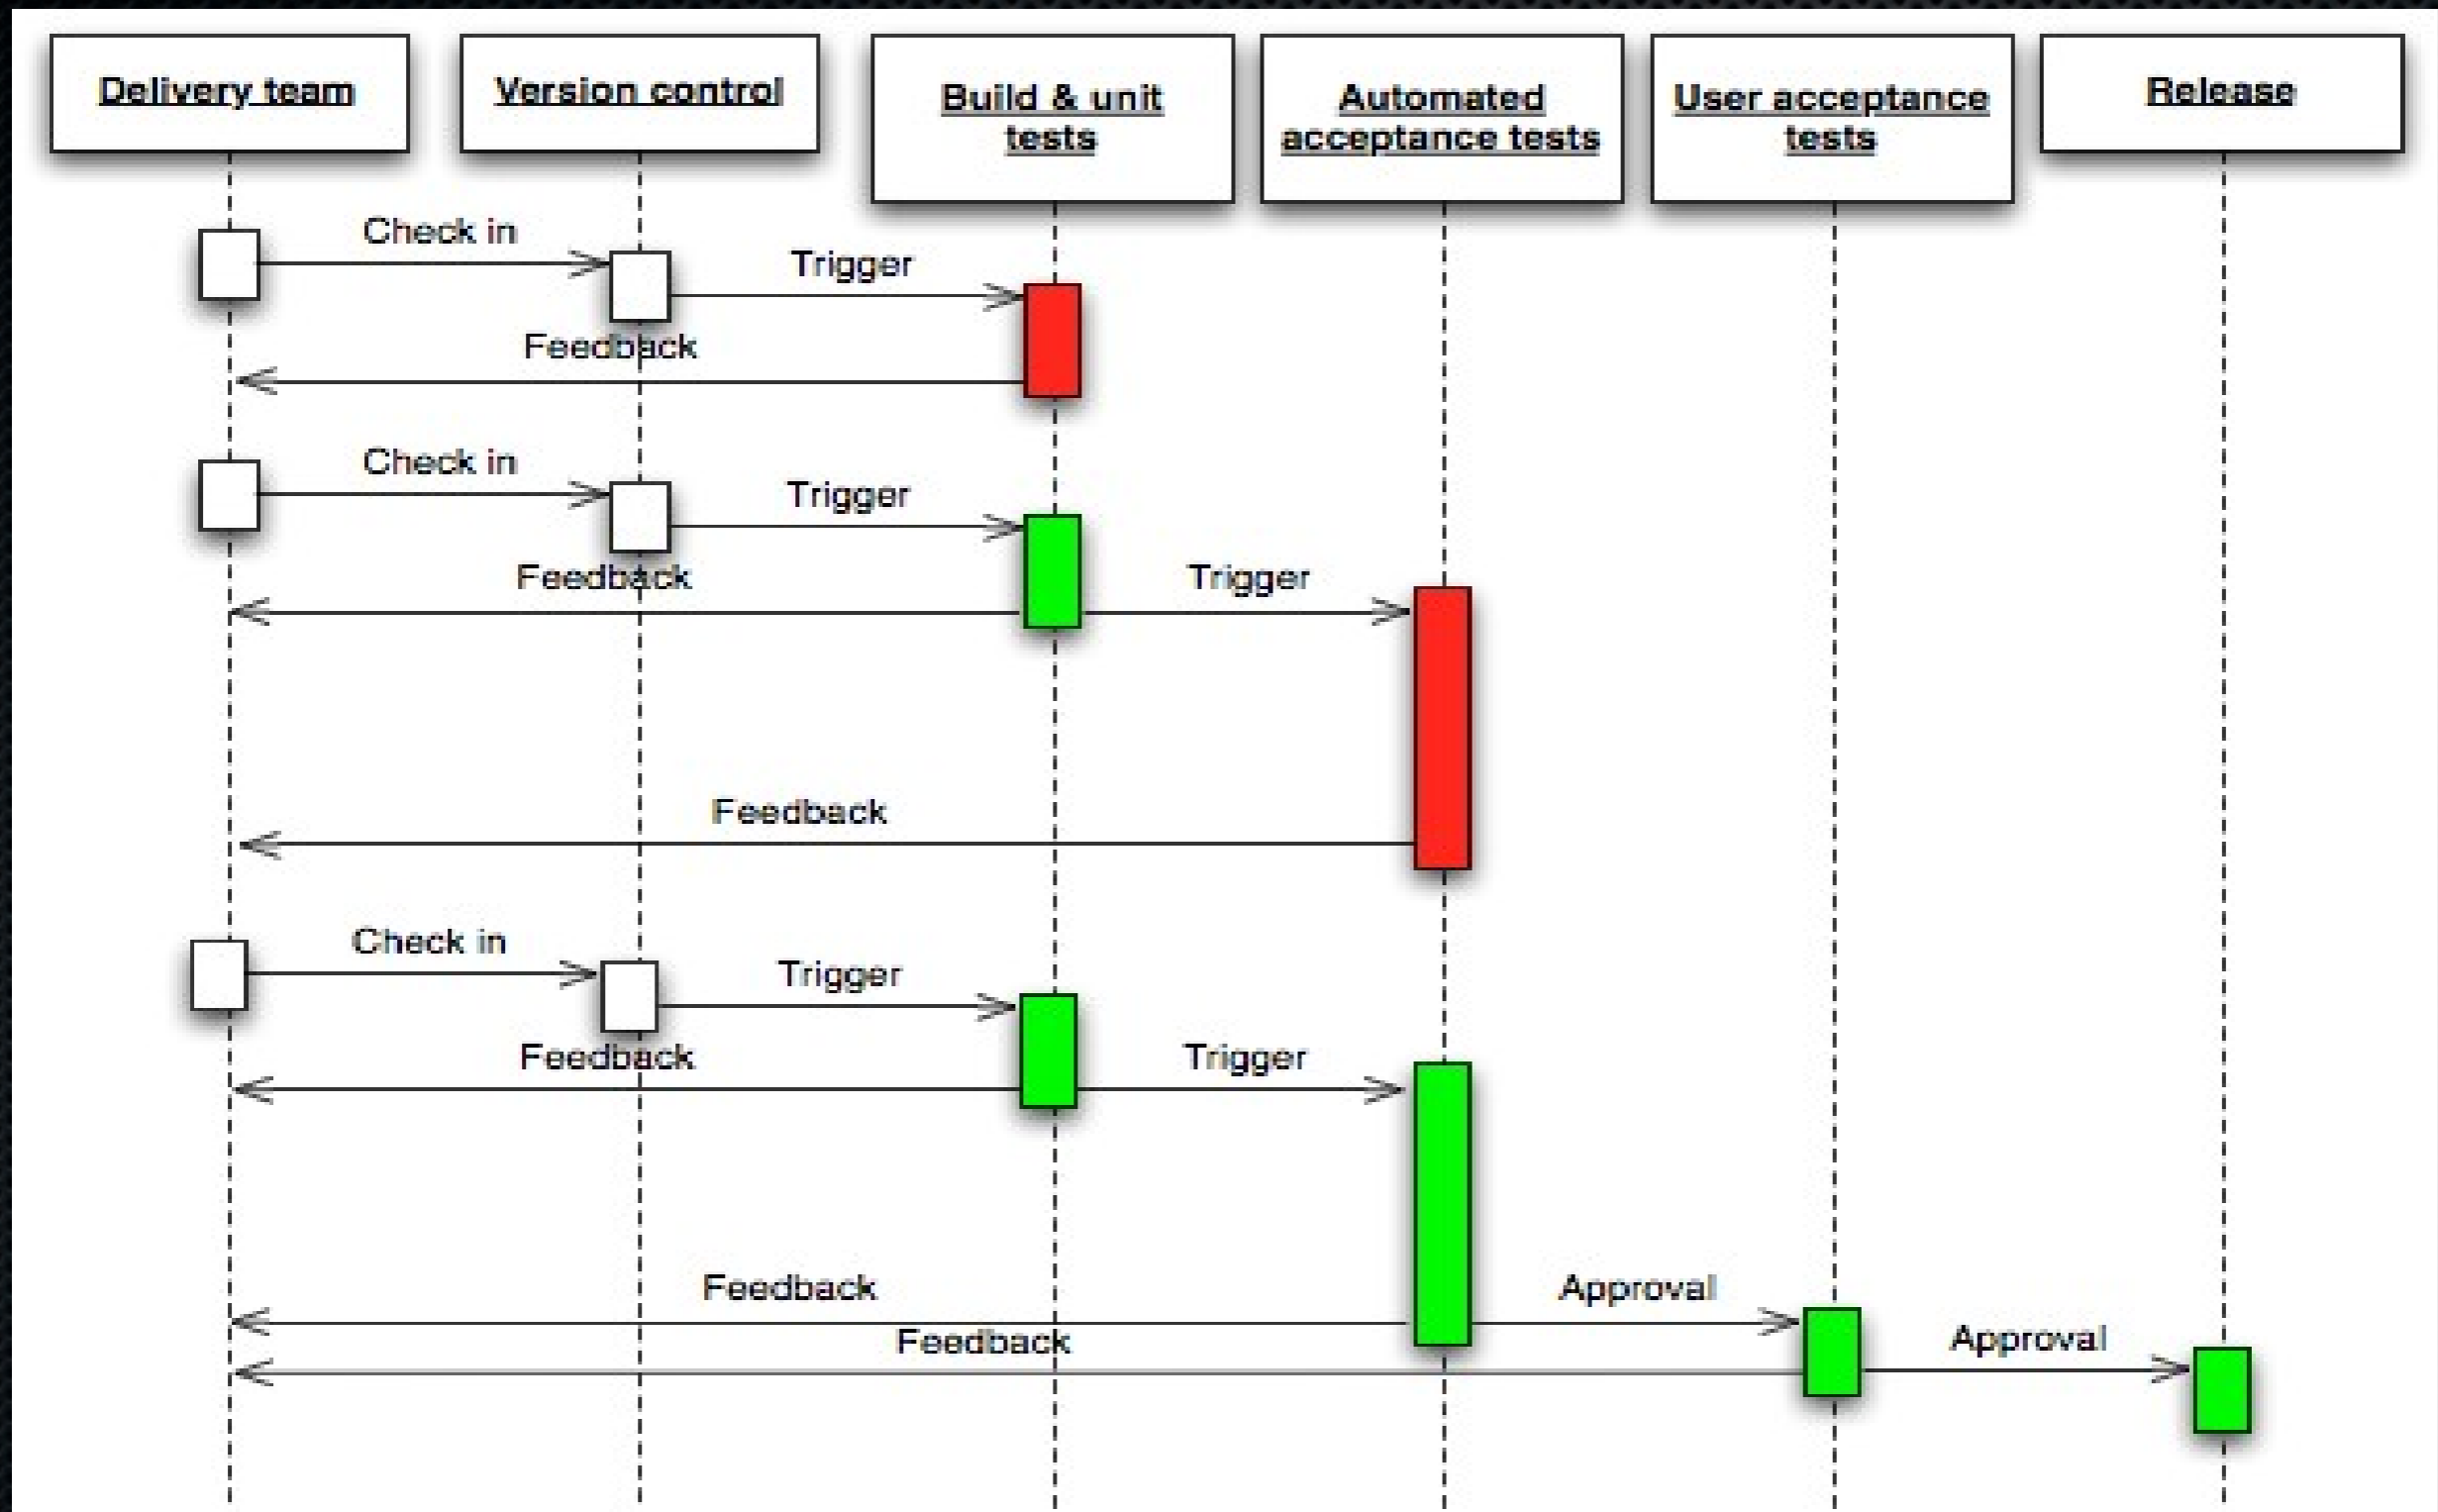 Delivery team
Version control
Build & unit
tests
Automated
acceptance tests
User acceptance
tests
Release
Check in
Trigger
Feedback
Check in
Trigger
Feedback
Trigger
Feedback
Check in
Trigger
Feedback
Trigger
Feedback
Approval
Feedback
Approval